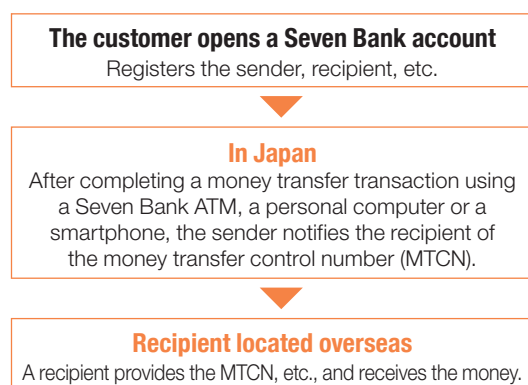 The customer opens a Seven Bank account
Registers the sender, recipient, etc.
In Japan
After completing a money transfer transaction using
a Seven Bank ATM, a personal computer or a
smartphone, the sender notifies the recipient of
the money transfer control number (MTCN).
Recipient located overseas
A recipient provides the MTCN, etc., and receives the money.